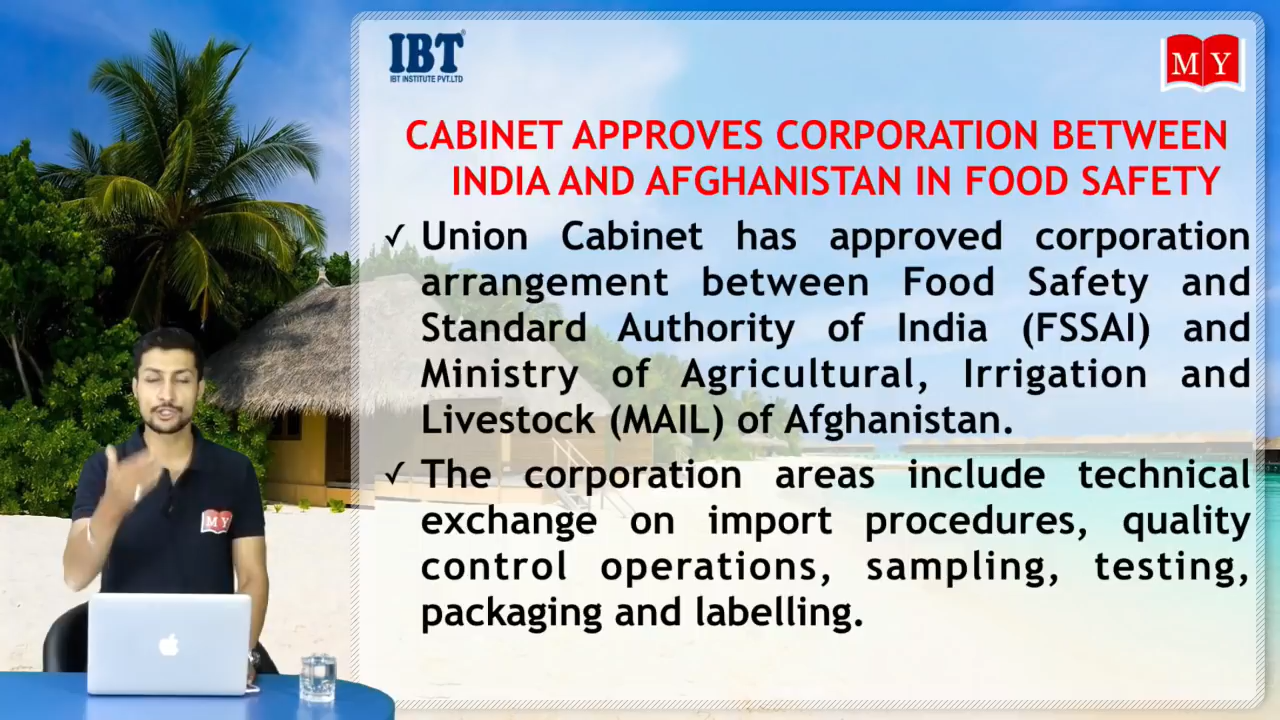 IBT
IBT INSTITUTE PVT.LTD
M Y
CABINET APPROVES CORPORATION BETWEEN
INDIA AND AFGHANISTAN IN FOOD SAFETY
✓ Union Cabinet has approved corporation
arrangement between Food Safety and
Standard Authority of India (FSSAI) and
Ministry of Agricultural, Irrigation and
Livestock (MAIL) of Afghanistan.
✓ The corporation areas include technical
exchange on import procedures, quality
control operations, sampling, testing,
packaging and labelling.
M Y